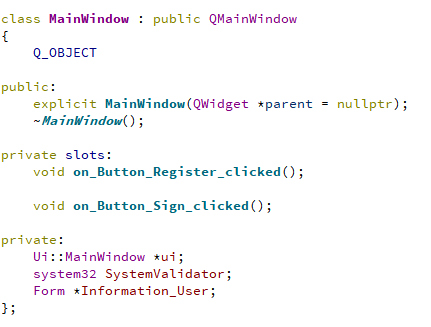 class MainWindow : public QMainWindow
{
    Q_OBJECT

public:
    explicit MainWindow(QWidget *parent = nullptr);
    ~MainWindow();

private slots:
    void on_Button_Register_clicked();

    void on_Button_Sign_clicked();

private:
    Ui::MainWindow *ui;
    system32 SystemValidator;
    Form *Information_User;
};